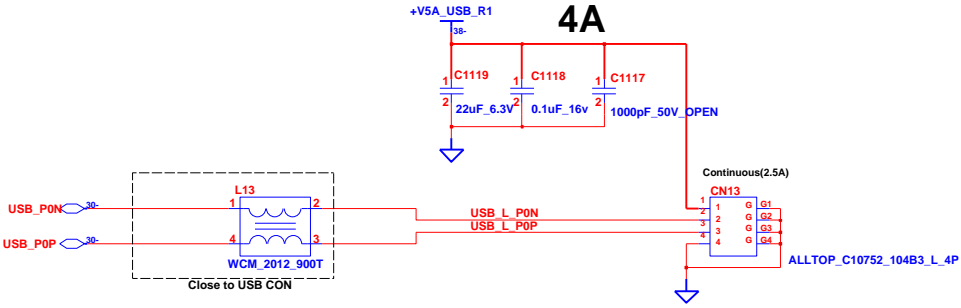 +V5A_USB_R1
4A
38-
1 C1119
2
22uF_6.3V
1 C1118
2
0.1uF_16v
1 C1117
2
1000pF_50V_OPEN
Continuous(2.5A)
CN13
1 1 G G1
2 2 G G2
3 3 G G3
4 4 G G4
ALLTOP_C10752_104B3_L_4P
L13
USB_P0N 30- 1 2 USB_L_P0N
USB_P0P 30- 4 3 USB_L_P0P
WCM_2012_900T
Close to USB CON